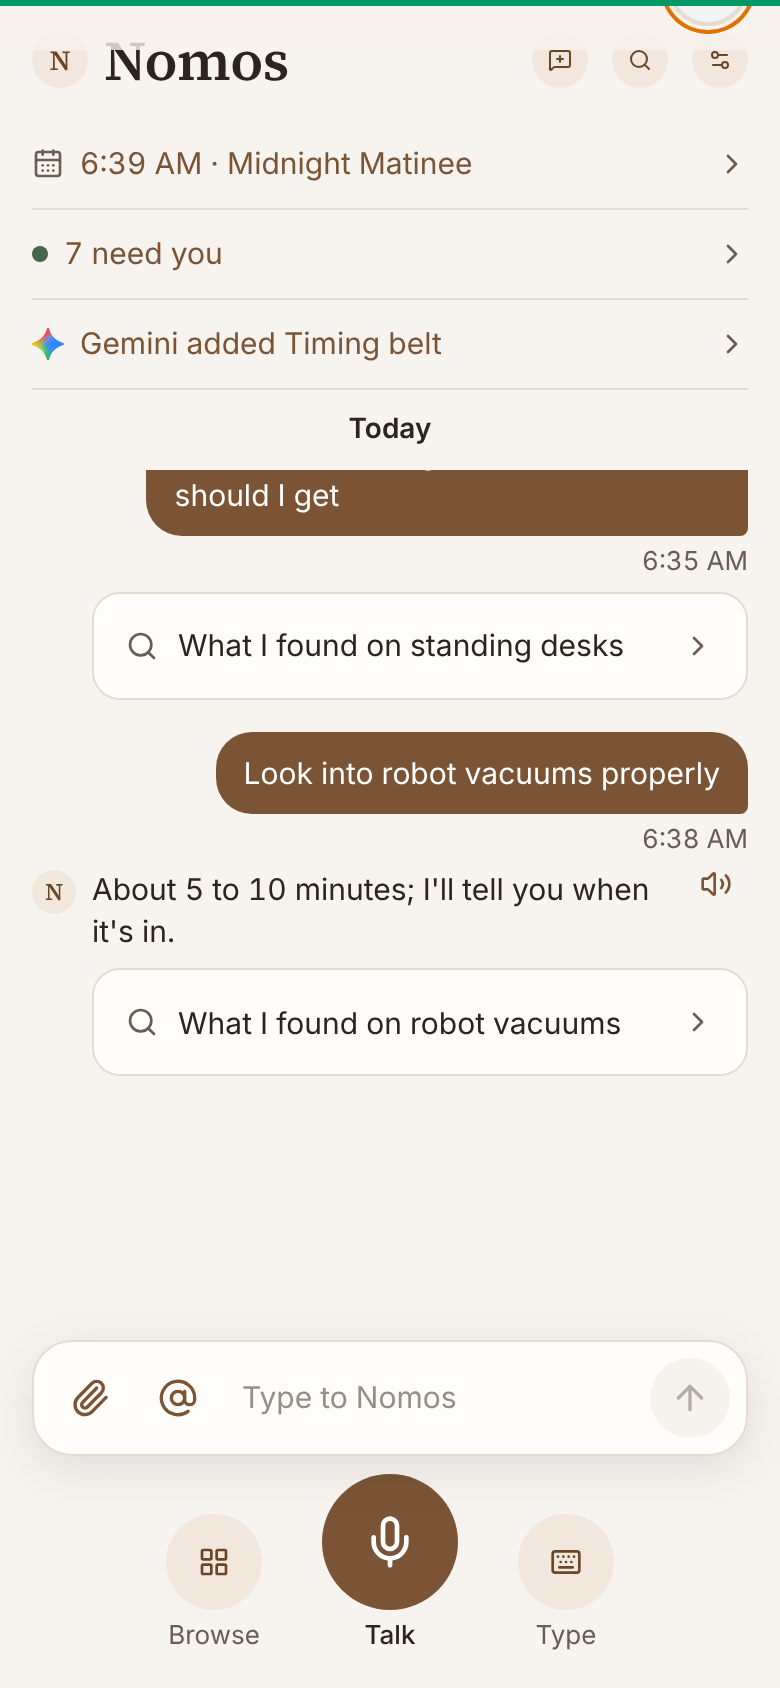 N Nomos
6:39 AM · Midnight Matinee
7 need you
Gemini added Timing belt
Today
should I get
6:35 AM
What I found on standing desks
Look into robot vacuums properly
6:38 AM
N About 5 to 10 minutes; I'll tell you when
it's in.
What I found on robot vacuums
Type to Nomos
Browse
Talk
Type